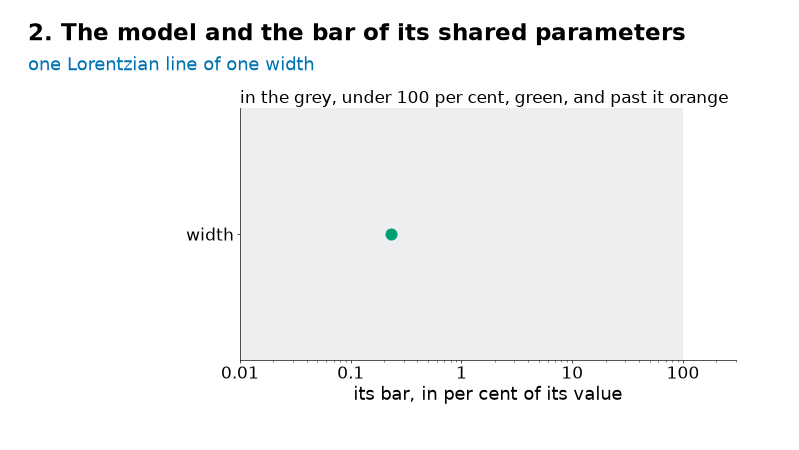 2. The model and the bar of its shared parameters
one Lorentzian line of one width
in the grey, under 100 per cent, green, and past it orange
width
0.01 0.1 1 10 100
its bar, in per cent of its value